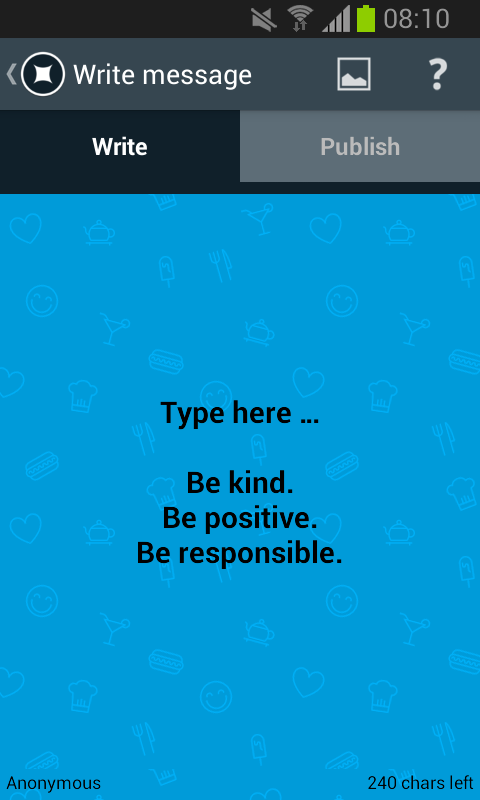 08:10
Write message
?
Write
Publish
Type here ...
Be kind.
Be positive.
Be responsible.
Anonymous
240 chars left